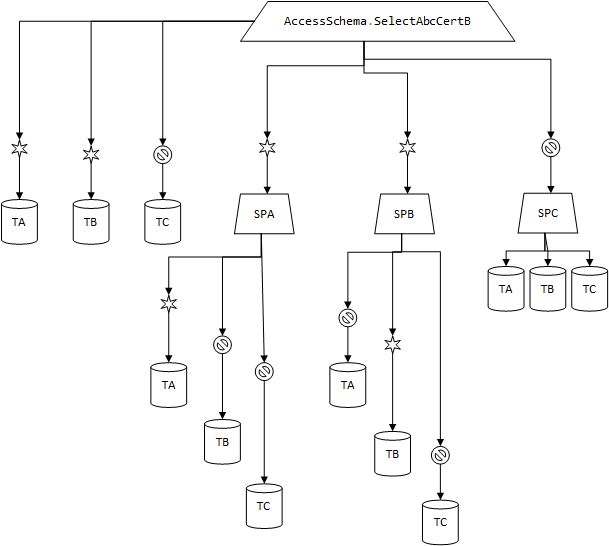 AccessSchema.SelectAbcCertB
TA
TB
TC
SPA
SPB
SPC
TA
TB
TC
TA
TA
TB
TB
TC
TC